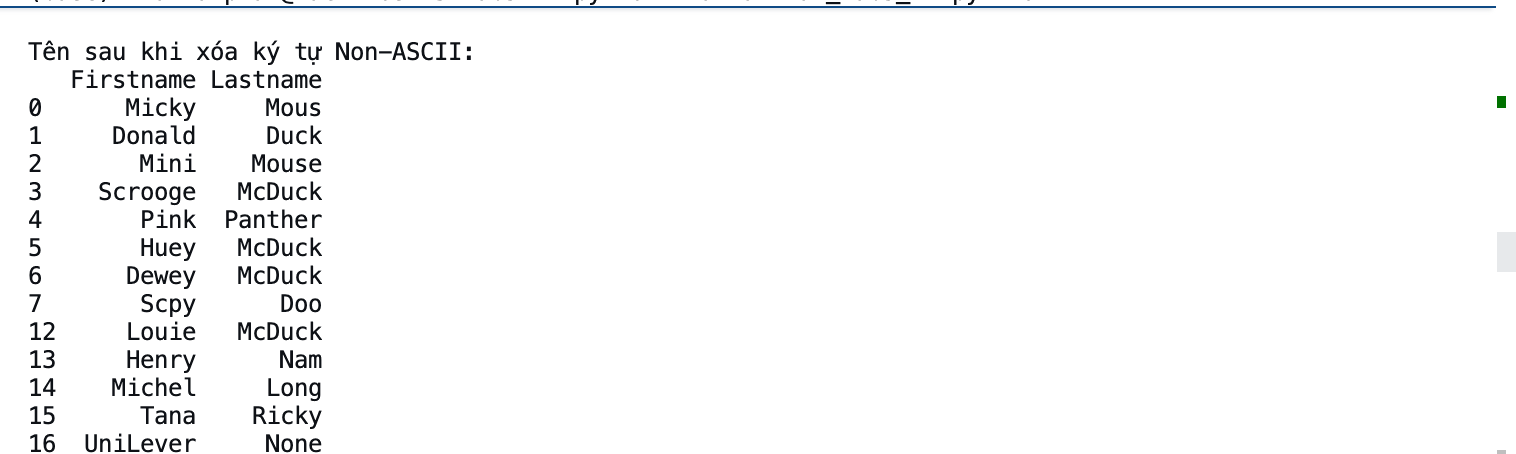 Tên sau khi xóa ký tự Non-ASCII:
Firstname Lastname
0 Micky Mous
1 Donald Duck
2 Mini Mouse
3 Scrooge McDuck
4 Pink Panther
5 Huey McDuck
6 Dewey McDuck
7 Scpy Doo
12 Louie McDuck
13 Henry Nam
14 Michel Long
15 Tana Ricky
16 UniLever None